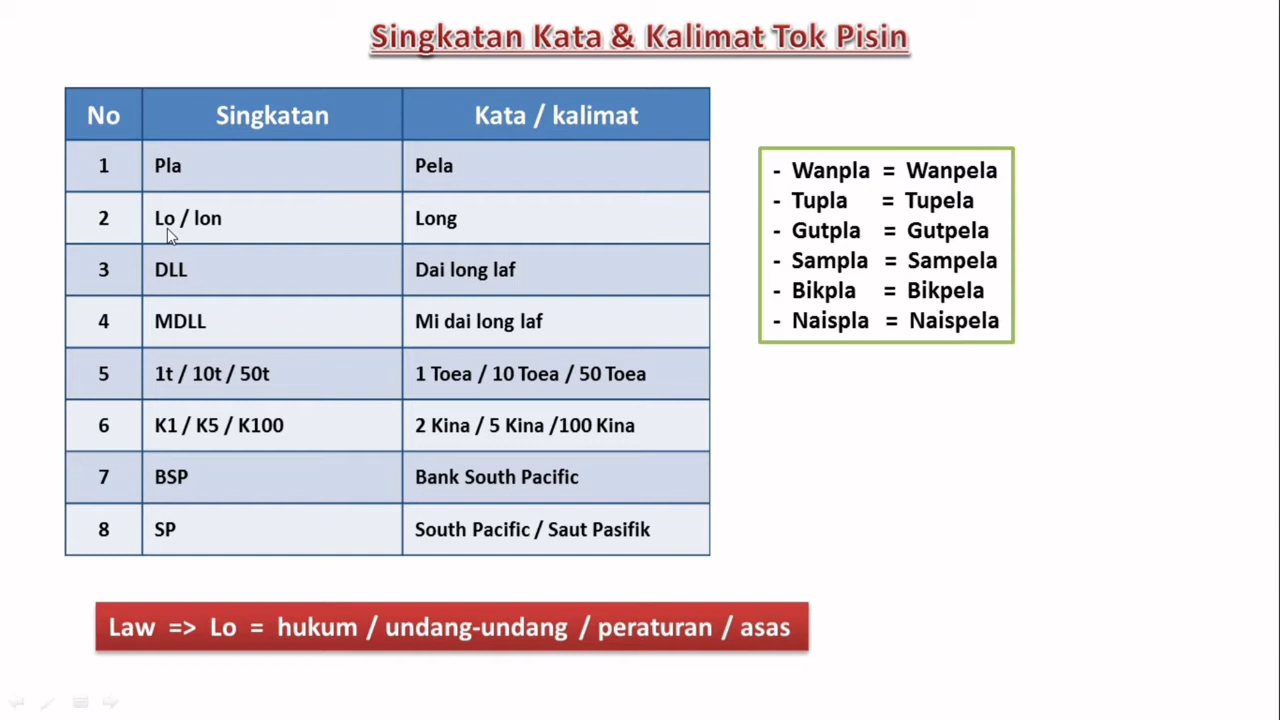 Singkatan Kata & Kalimat Tok Pisin
No Singkatan Kata / kalimat
1 Pla Pela
2 Lo / lon Long
3 DLL Dai long laf
4 MDLL Mi dai long laf
5 1t / 10t / 50t 1 Toea / 10 Toea / 50 Toea
6 K1 / K5 / K100 2 Kina / 5 Kina /100 Kina
7 BSP Bank South Pacific
8 SP South Pacific / Saut Pasifik
- Wanpla = Wanpela
- Tupla = Tupela
- Gutpla = Gutpela
- Sampla = Sampela
- Bikpla = Bikpela
- Naispla = Naispela
Law => Lo = hukum / undang-undang / peraturan / asas